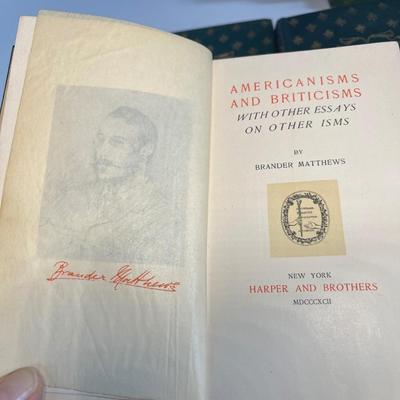 Brander Matthews
AMERICANISMS
AND BRITICISMS
WITH OTHER ESSAYS
ON OTHER ISMS
BY
BRANDER MATTHEWS
NEW YORK
HARPER AND BROTHERS
MDCCCXCII